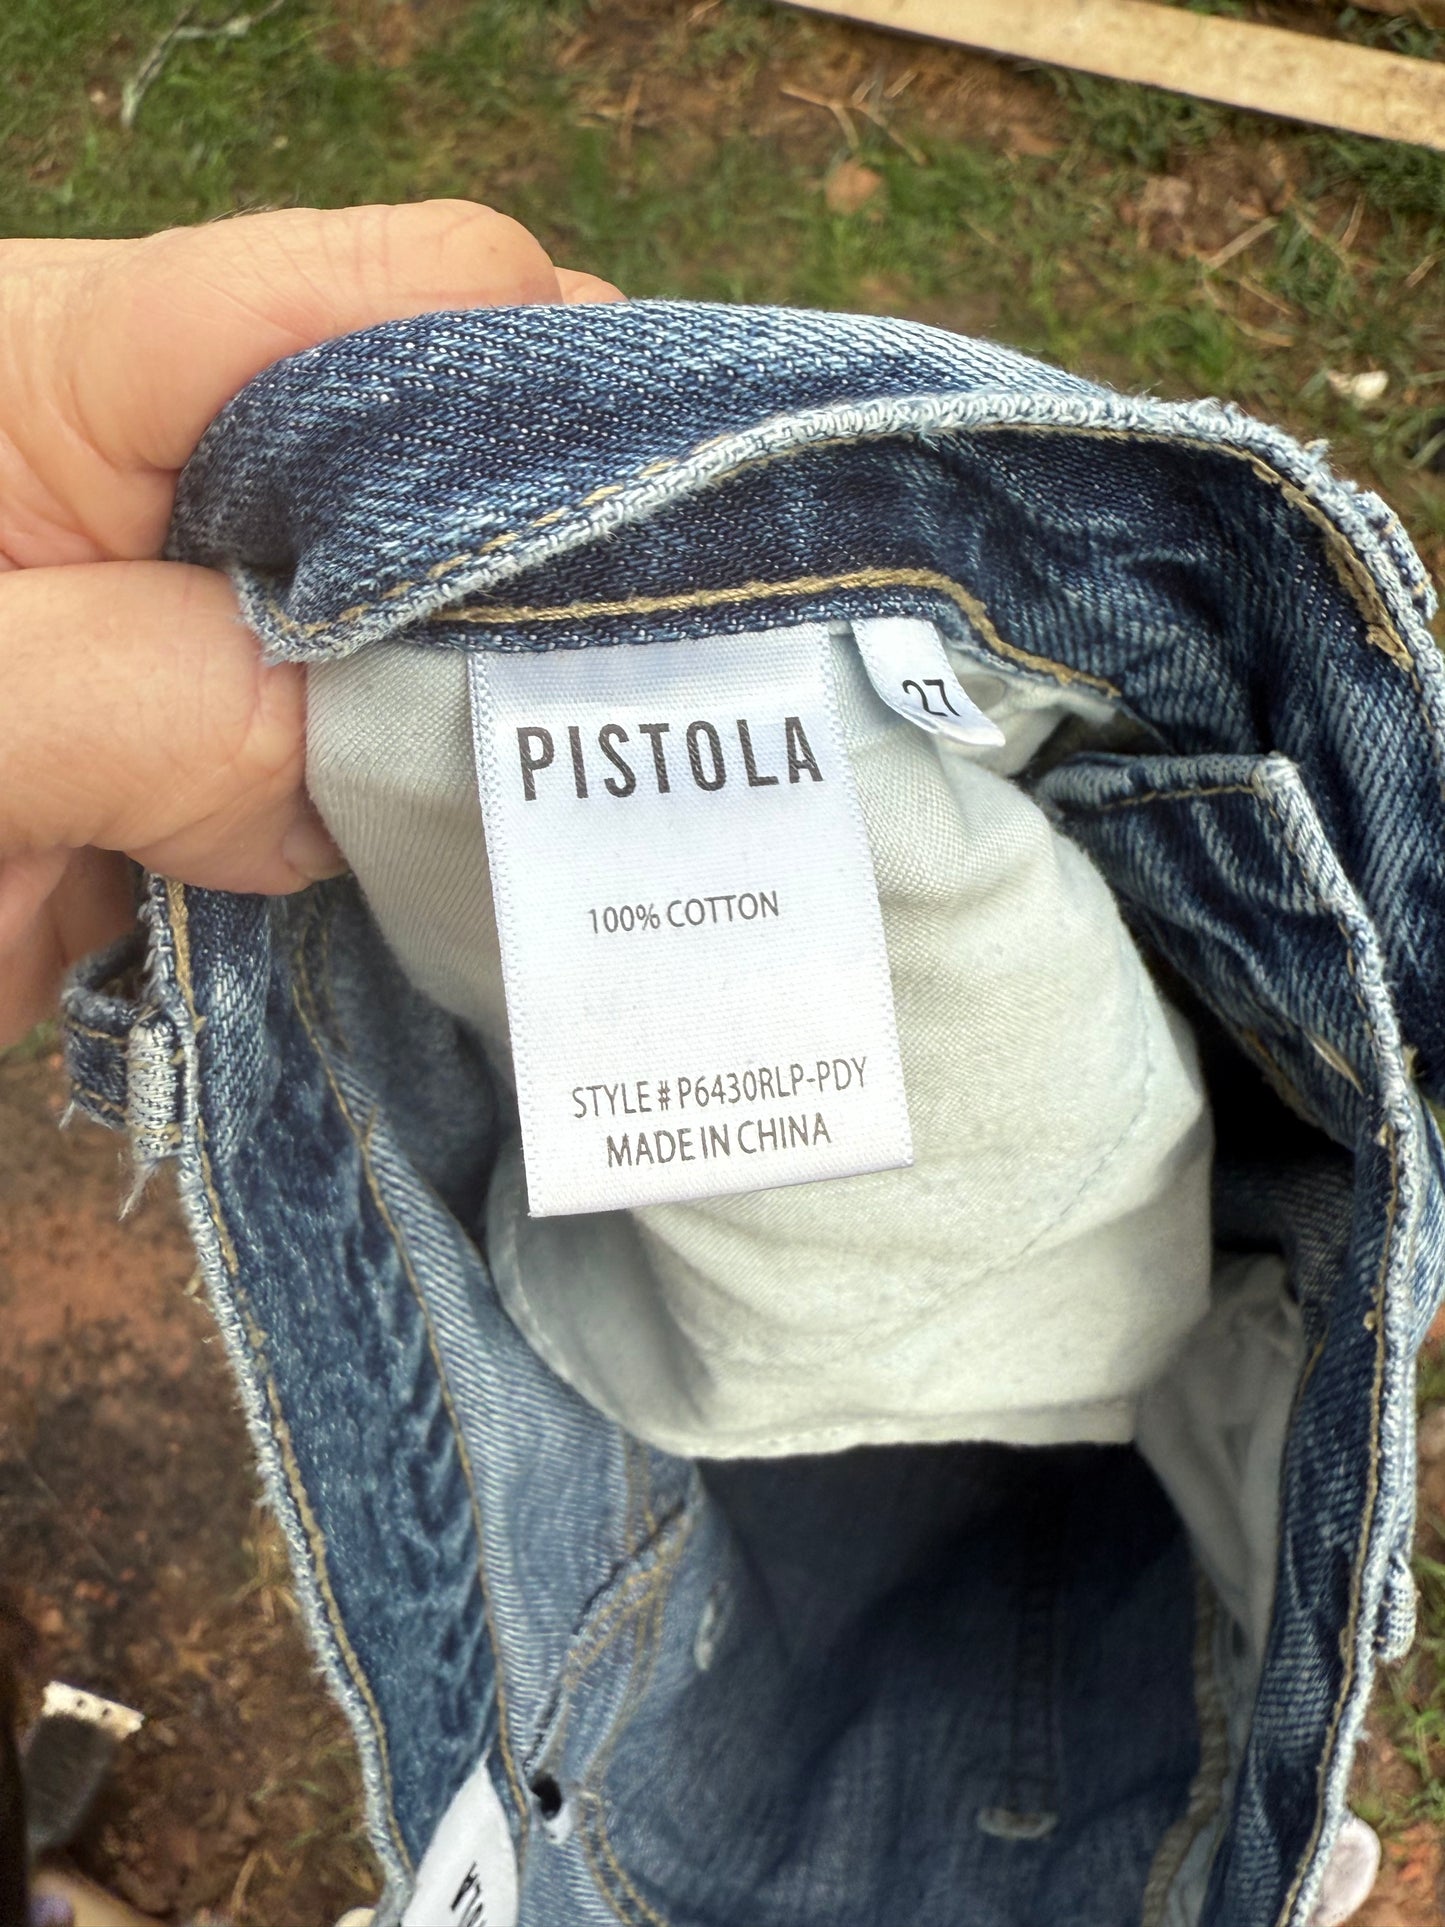 PISTOLA
27
100% COTTON
STYLE# P6430RLP-PDY
MADE IN CHINA